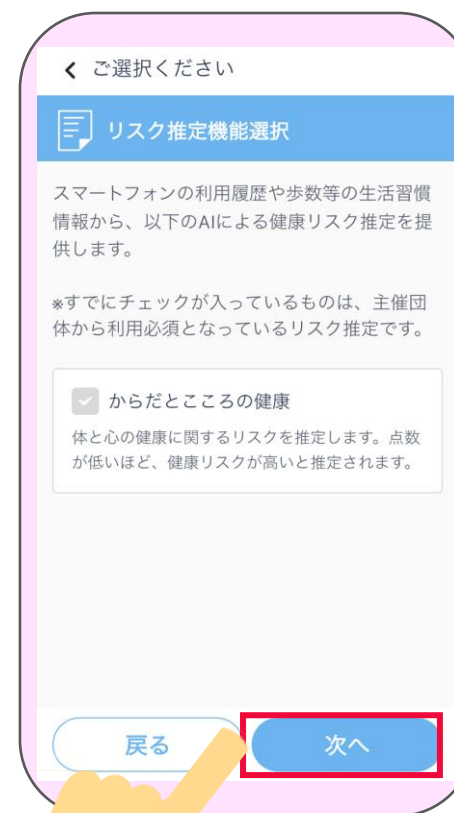 ご選択ください
リスク推定機能選択
スマートフォンの利用履歴や歩数等の生活習慣
情報から、以下のAIによる健康リスク推定を提
供します。
※すでにチェックが入っているものは、主催団
体から利用必須となっているリスク推定です。
からだとこころの健康
体と心の健康に関するリスクを推定します。点数
が低いほど、健康リスクが高いと推定されます。
戻る
次へ